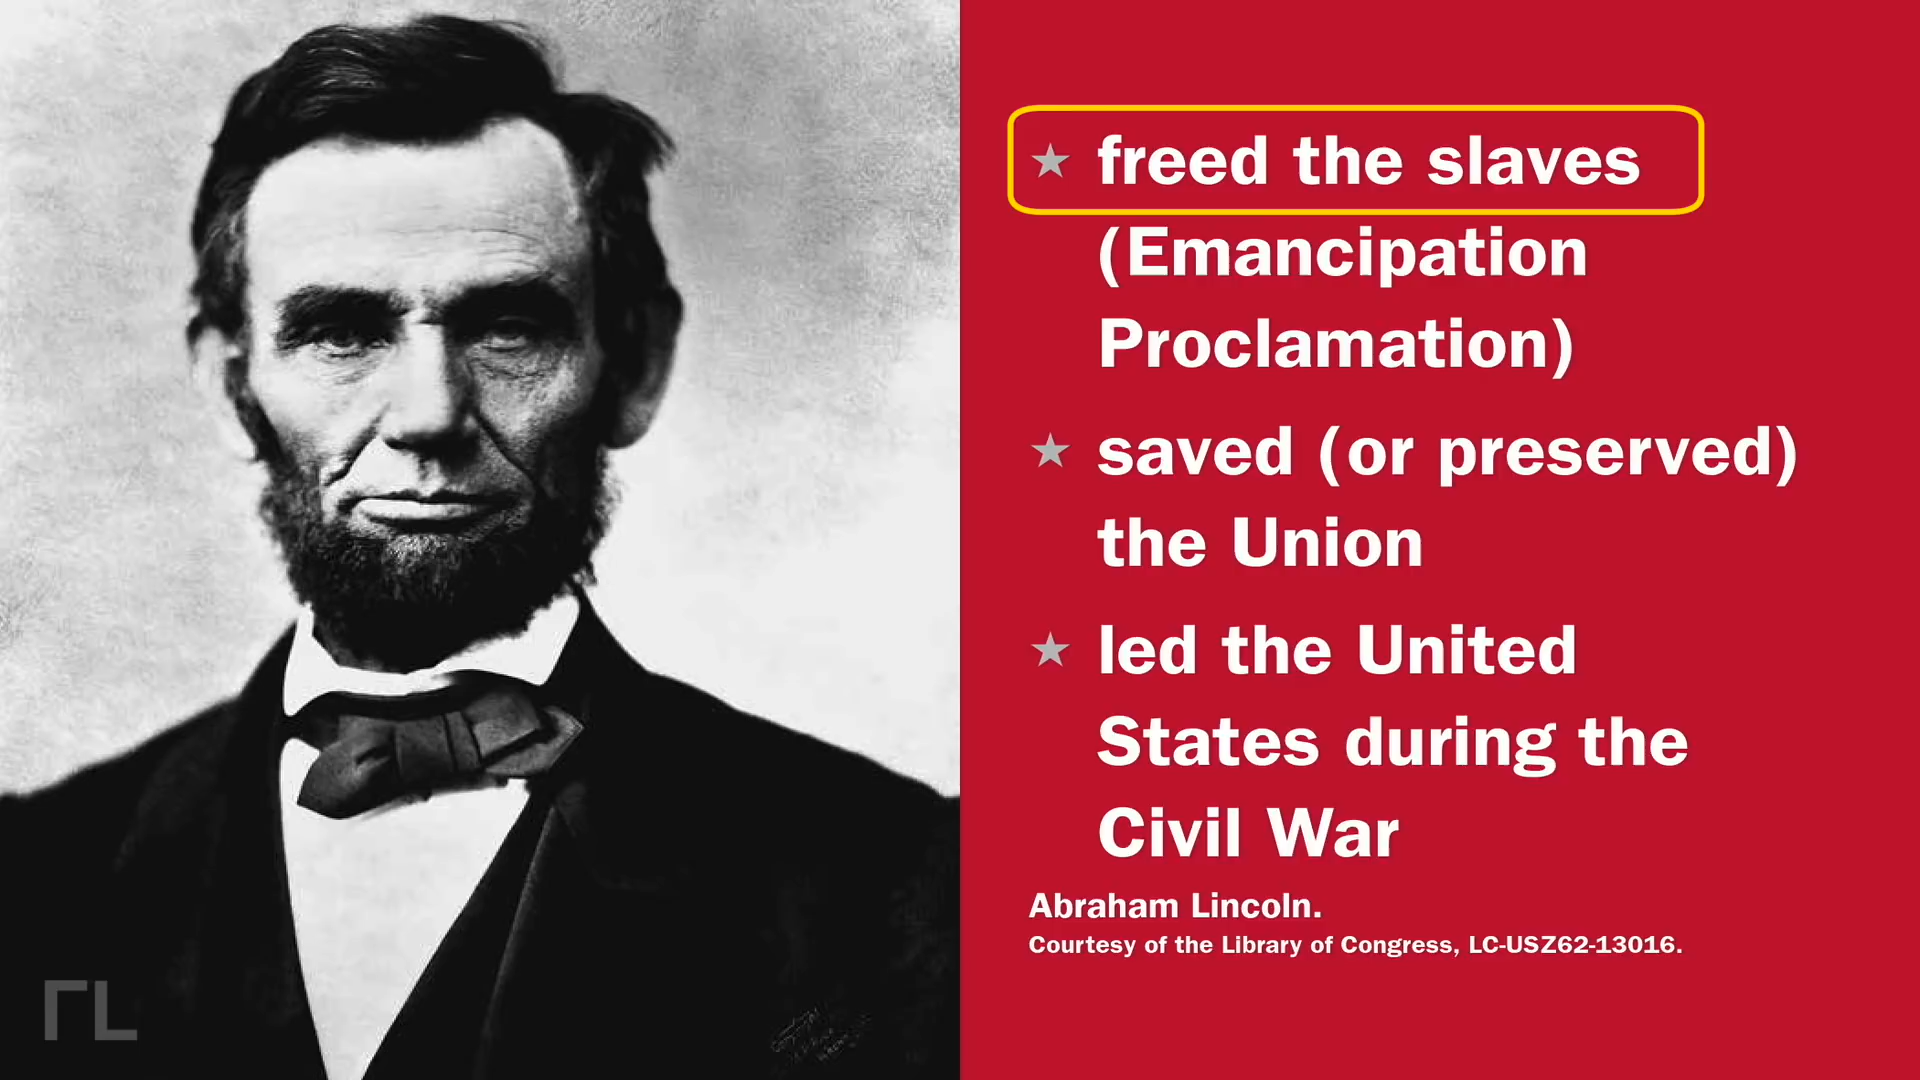 ★ freed the slaves
(Emancipation
Proclamation)
★ saved (or preserved)
the Union
★ led the United
States during the
Civil War
Abraham Lincoln.
Courtesy of the Library of Congress, LC-USZ62-13016.